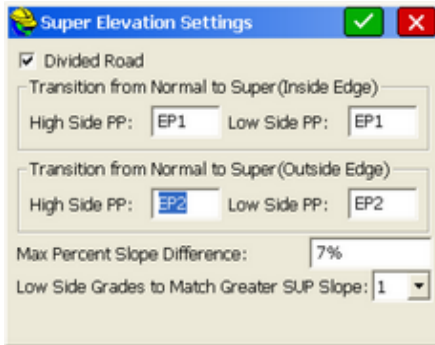 Super Elevation Settings
Divided Road
Transition from Normal to Super(Inside Edge)
High Side PP: EP1 Low Side PP: EP1
Transition from Normal to Super(Outside Edge)
High Side PP: EP2 Low Side PP: EP2
Max Percent Slope Difference: 7%
Low Side Grades to Match Greater SUP Slope: 1